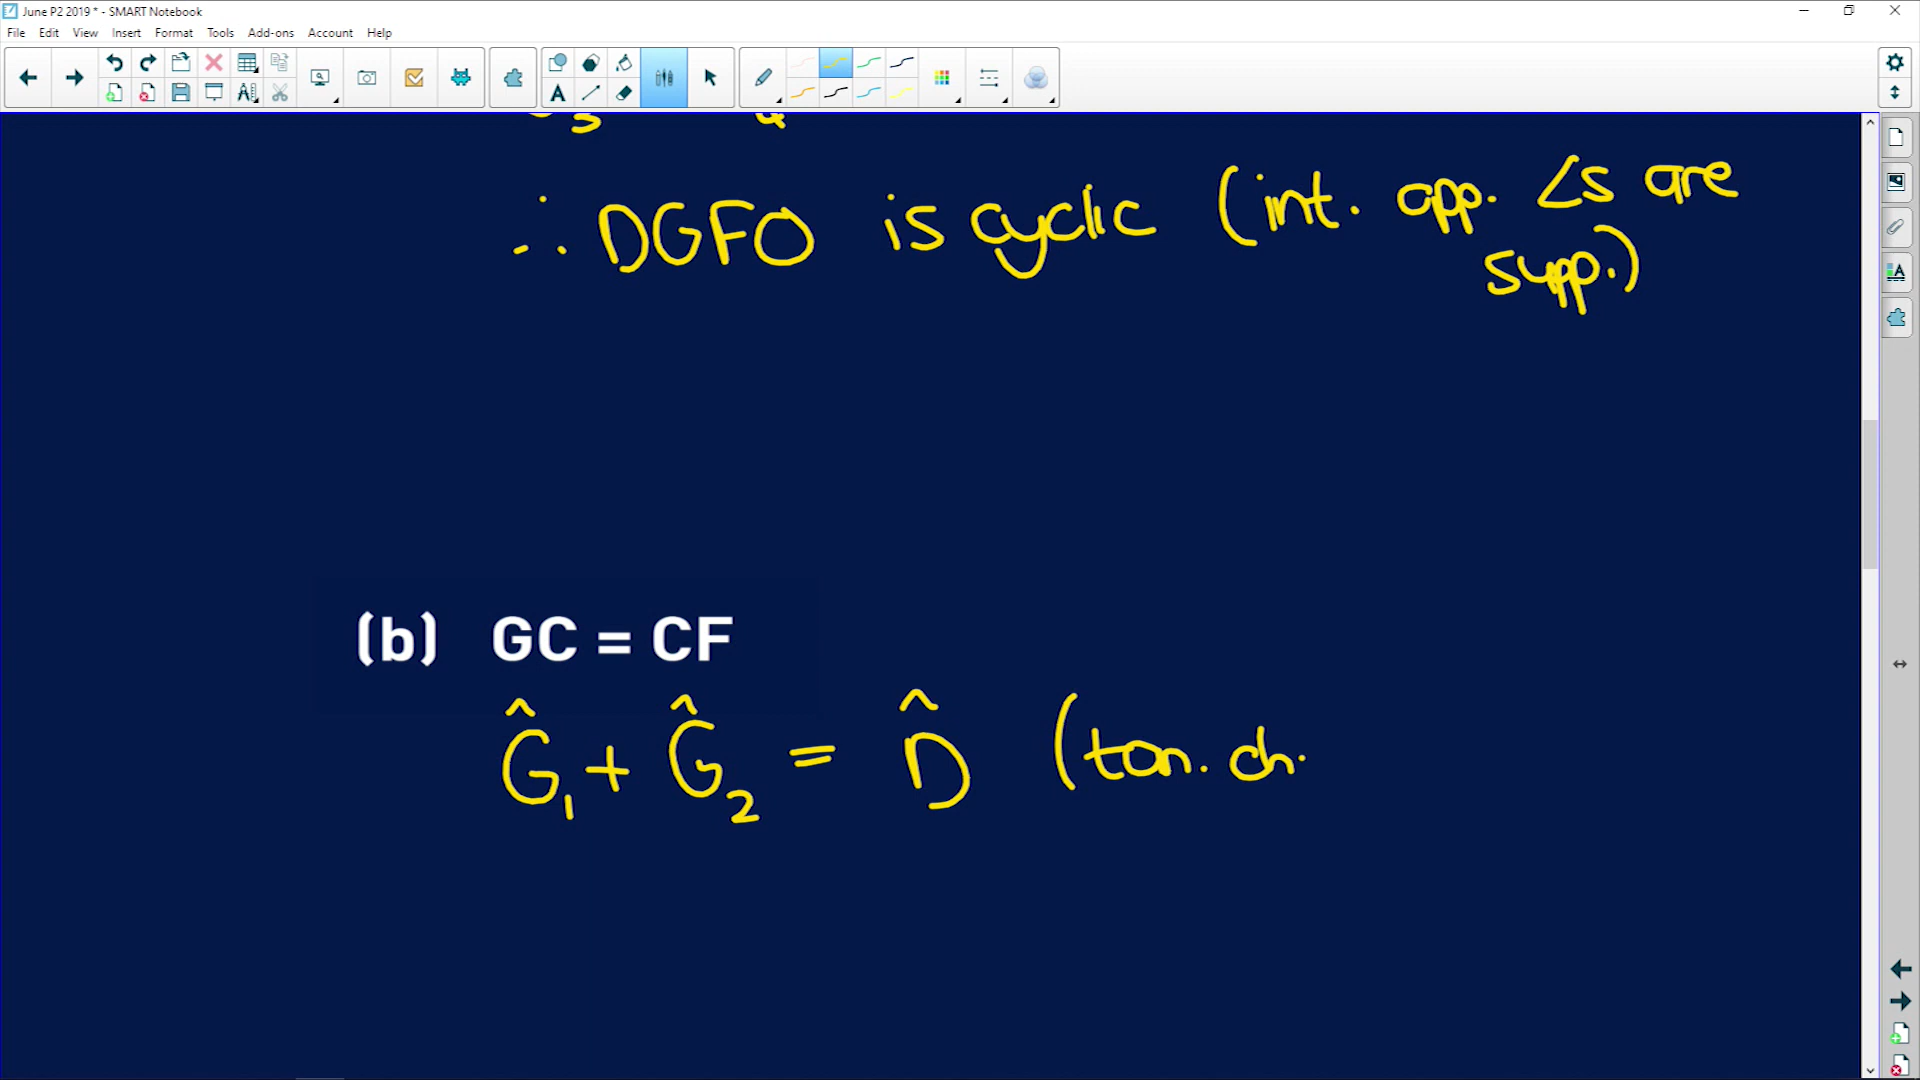 June P2 2019 * - SMART Notebook
File Edit View Insert Format Tools Add-ons Account Help
∴ DGFO is cyclic (int. opp. ∠s are
supp.)
(b) GC = CF
Ĝ₁ + Ĝ₂ = D̂ (tan. ch.